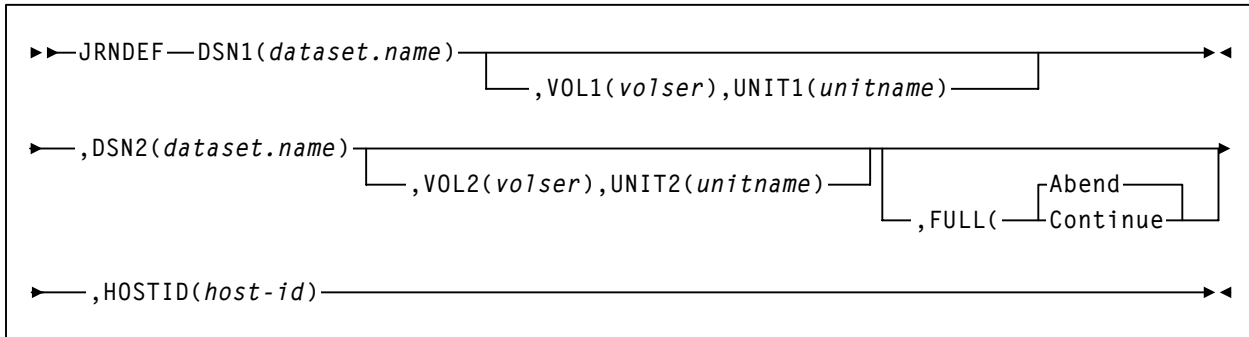 JRNDEF DSN1(dataset.name)
,VOL1(volser),UNIT1(unitname)
,DSN2(dataset.name)
,VOL2(volser),UNIT2(unitname)
Abend
,FULL( Continue
,HOSTID(host-id)